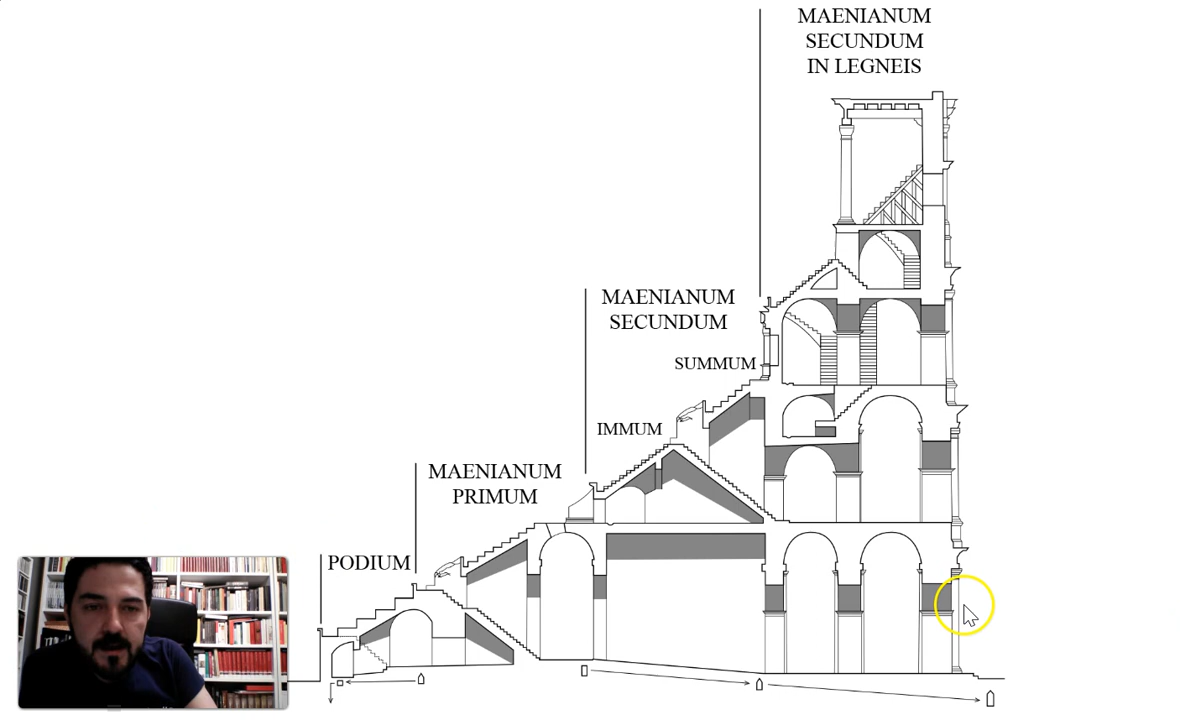 MAENIANUM
SECUNDUM
IN LEGNEIS
MAENIANUM
SECUNDUM
SUMMUM
IMMUM
MAENIANUM
PRIMUM
PODIUM